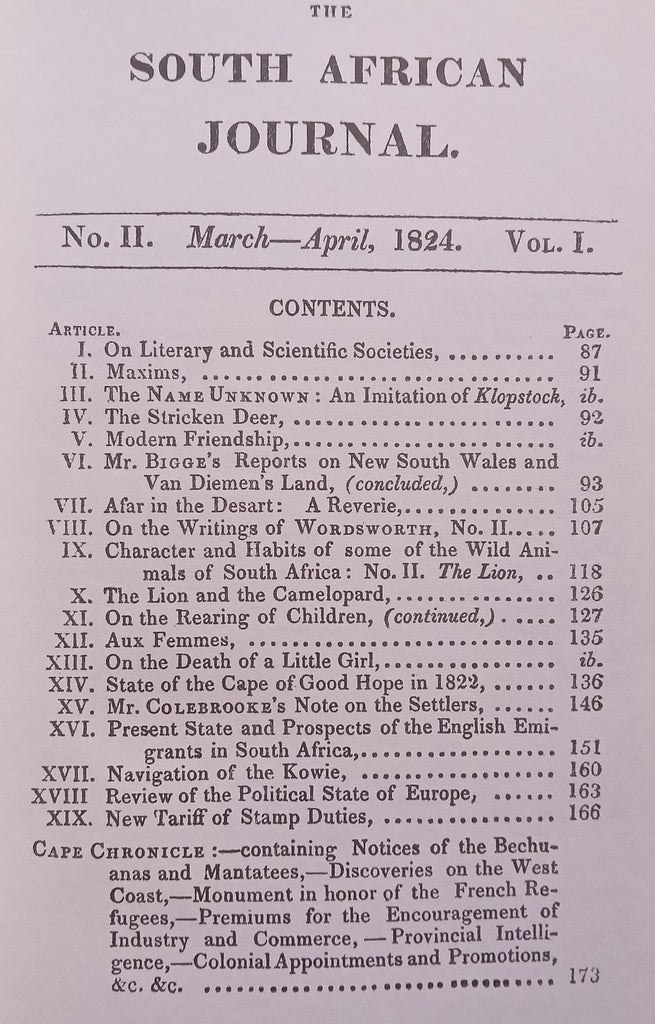 THE
SOUTH AFRICAN
JOURNAL.
No. II. March—April, 1824. VOL. I.
CONTENTS.
ARTICLE. PAGE.
I. On Literary and Scientific Societies, .......... 87
II. Maxims, .................................. 91
III. The NAME UNKNOWN : An Imitation of Klopstock, ib.
IV. The Stricken Deer, ......................... 92
V. Modern Friendship, ......................... ib.
VI. Mr. BIGGE's Reports on New South Wales and
Van Diemen's Land, (concluded,) ........ 93
VII. Afar in the Desart: A Reverie, .............. 105
VIII. On the Writings of WORDSWORTH, No. II..... 107
IX. Character and Habits of some of the Wild Ani-
mals of South Africa: No. II. The Lion, .. 118
X. The Lion and the Camelopard, ............... 126
XI. On the Rearing of Children, (continued,) ..... 127
XII. Aux Femmes, ............................. 135
XIII. On the Death of a Little Girl, ................ ib.
XIV. State of the Cape of Good Hope in 1822, ...... 136
XV. Mr. COLEBROOKE's Note on the Settlers, ...... 146
XVI. Present State and Prospects of the English Emi-
grants in South Africa, ................... 151
XVII. Navigation of the Kowie, ................... 160
XVIII Review of the Political State of Europe, ...... 163
XIX. New Tariff of Stamp Duties, ................ 166
CAPE CHRONICLE :—containing Notices of the Bechu-
anas and Mantatees,—Discoveries on the West
Coast,—Monument in honor of the French Re-
fugees,—Premiums for the Encouragement of
Industry and Commerce, — Provincial Intelli-
gence,—Colonial Appointments and Promotions,
&c. &c. .................................. 173